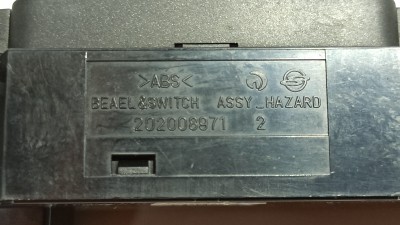 >ABS<
BEAEL&SWITCH ASSY_HAZARD
202008971 2